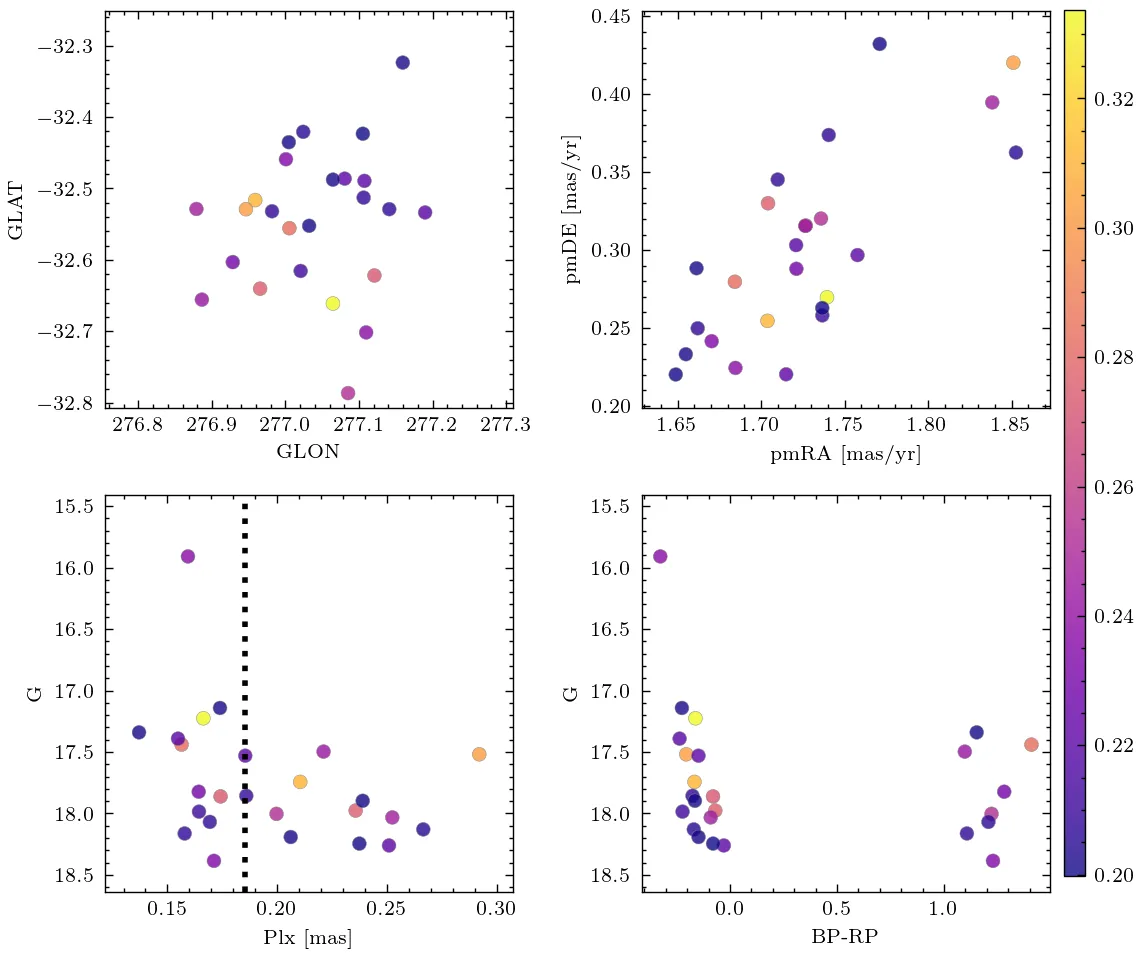 −32.3
−32.4
−32.5
−32.6
−32.7
−32.8
GLAT
276.8 276.9 277.0 277.1 277.2 277.3
GLON
0.45
0.40
0.35
0.30
0.25
0.20
pmDE [mas/yr]
1.65 1.70 1.75 1.80 1.85
pmRA [mas/yr]
15.5
16.0
16.5
17.0
17.5
18.0
18.5
G
0.15 0.20 0.25 0.30
Plx [mas]
15.5
16.0
16.5
17.0
17.5
18.0
18.5
G
0.0 0.5 1.0
BP-RP
0.32
0.30
0.28
0.26
0.24
0.22
0.20